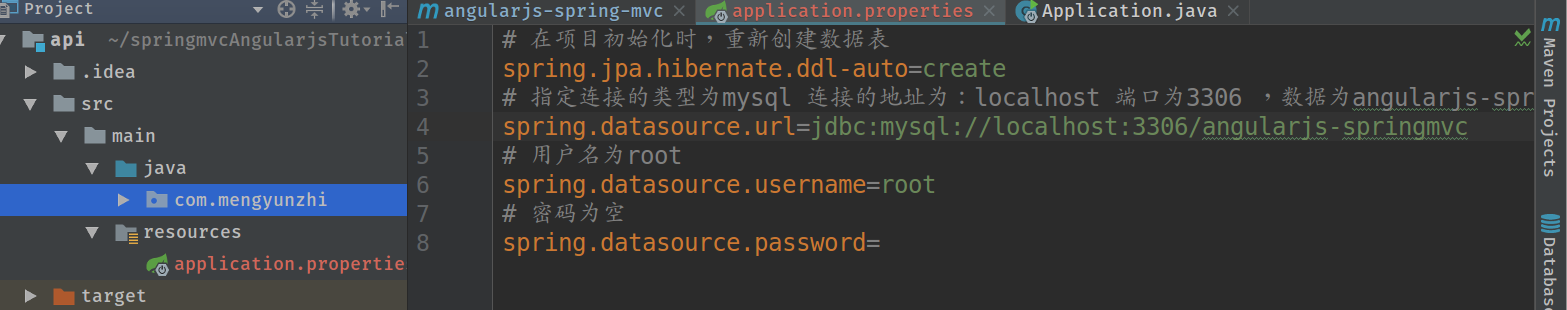 Project
angularjs-spring-mvc
application.properties
Application.java
api ~/springmvcAngularjsTutoria
.idea
src
main
java
com.mengyunzhi
resources
application.propertie
target
1 # 在项目初始化时，重新创建数据表
2 spring.jpa.hibernate.ddl-auto=create
3 # 指定连接的类型为mysql 连接的地址为：localhost 端口为3306 ，数据为angularjs-spr
4 spring.datasource.url=jdbc:mysql://localhost:3306/angularjs-springmvc
5 # 用户名为root
6 spring.datasource.username=root
7 # 密码为空
8 spring.datasource.password=
m Maven Projects
Database